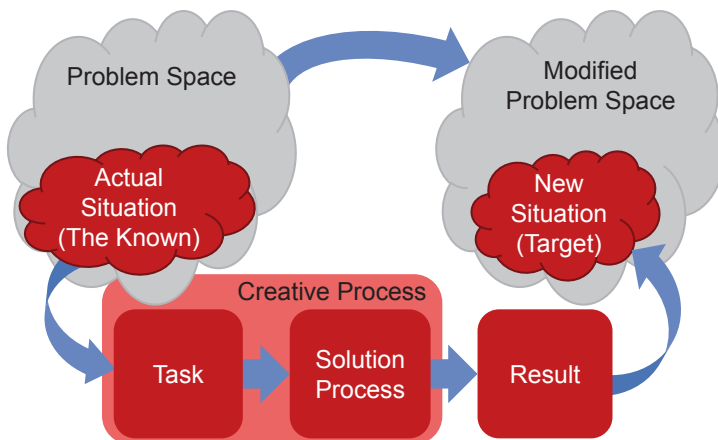 Problem Space
Modified
Problem Space
Actual
Situation
(The Known)
New
Situation
(Target)
Creative Process
Task
Solution
Process
Result